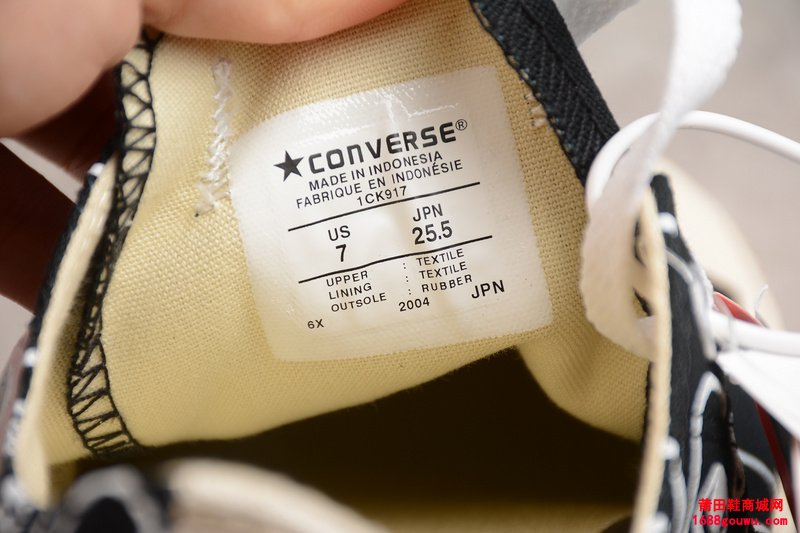 ★CONVERSE®
MADE IN INDONESIA
FABRIQUE EN INDONÉSIE
1CK917
US JPN
7 25.5
UPPER : TEXTILE
LINING : TEXTILE
OUTSOLE : RUBBER
6X 2004 JPN
莆田鞋商城网
1688gouwu.com